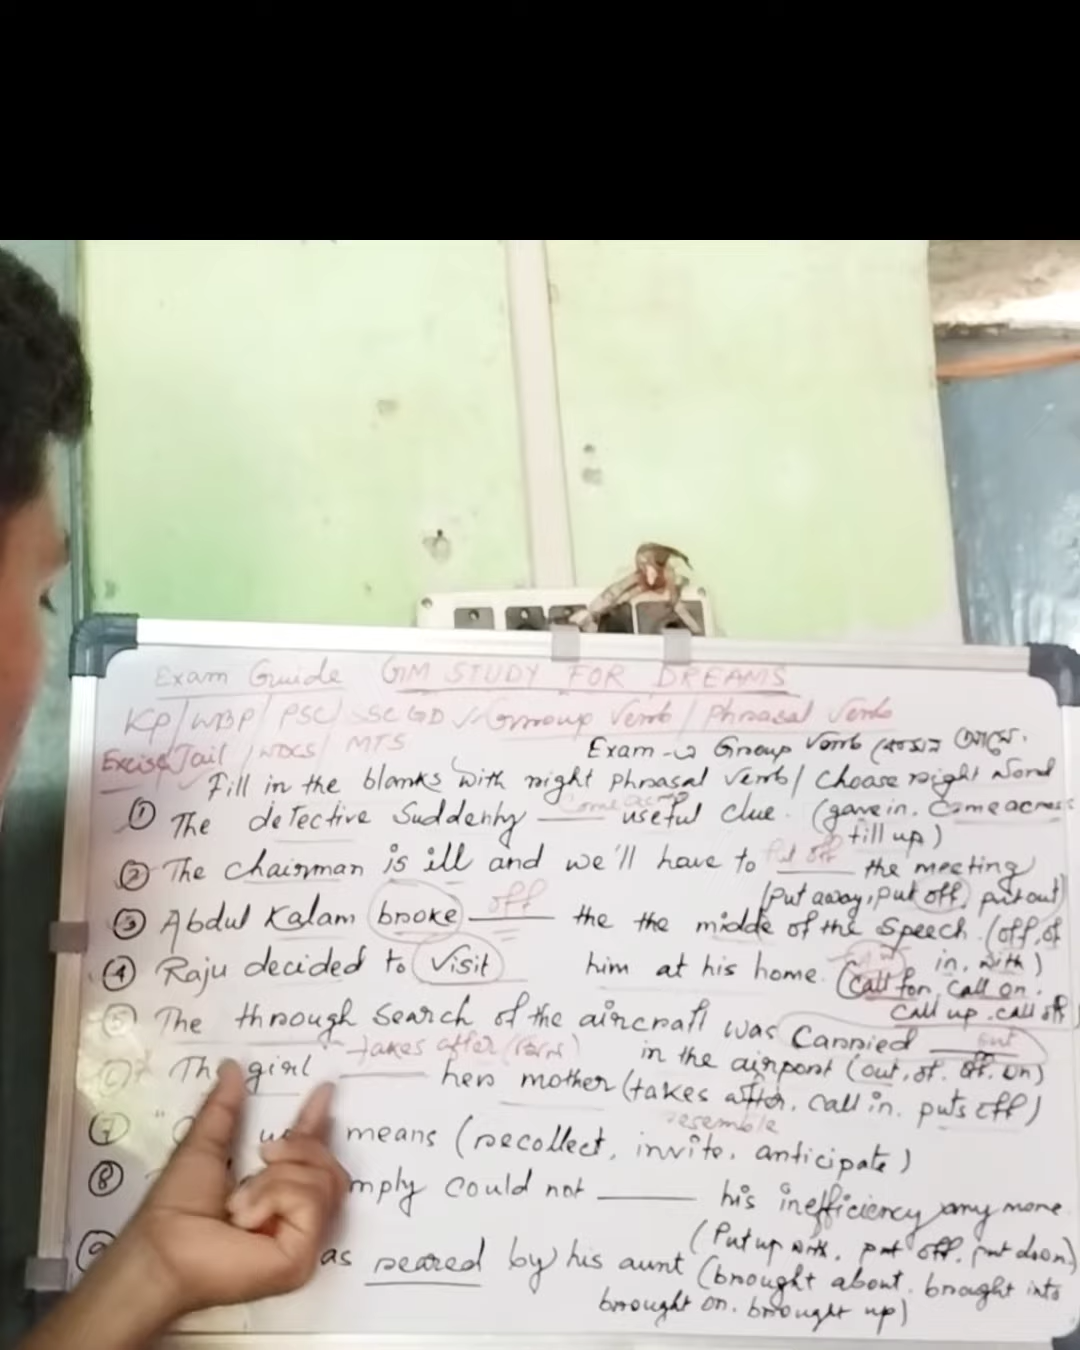 Exam Guide GM STUDY FOR DREAMS
KP/WBP/PSC/SSC GD/Group Verb/Phrasal Verb
Excise/Jail/WBCS/MTS
Exam-এ Group Verb
Fill in the blanks with right phrasal verb/choose right word
① The detective suddenly come across useful clue. (gave in. Come across
fill up)
② The chairman is ill and we'll have to Put off the meeting
(put away, put off, put out)
③ Abdul Kalam broke off the the midde of the speech. (off, of
in, with)
④ Raju decided to visit him at his home. (call for, call on.
call up. call off
⑤ The through search of the aircraft was Carried out
in the airport (out, of. off. on)
The girl takes after her mother (takes after. call in. puts off)
resemble
⑦ means (recollect, invite, anticipate)
⑧ could not his inefficiency any more
(Put up with. put off. put down)
as reared by his aunt (brought about. brought into
brought on. brought up)